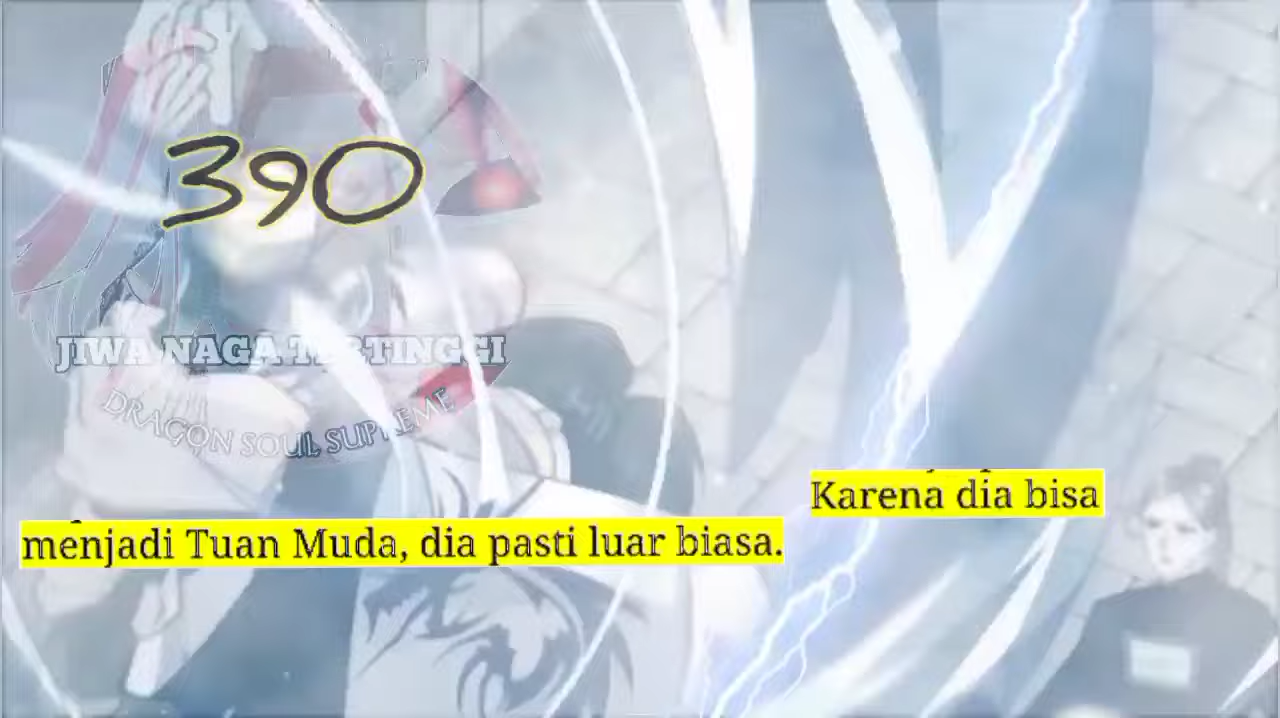 390
JIWA NAGA TERTINGGI
DRAGON SOUL SUPREME
Karena dia bisa
menjadi Tuan Muda, dia pasti luar biasa.